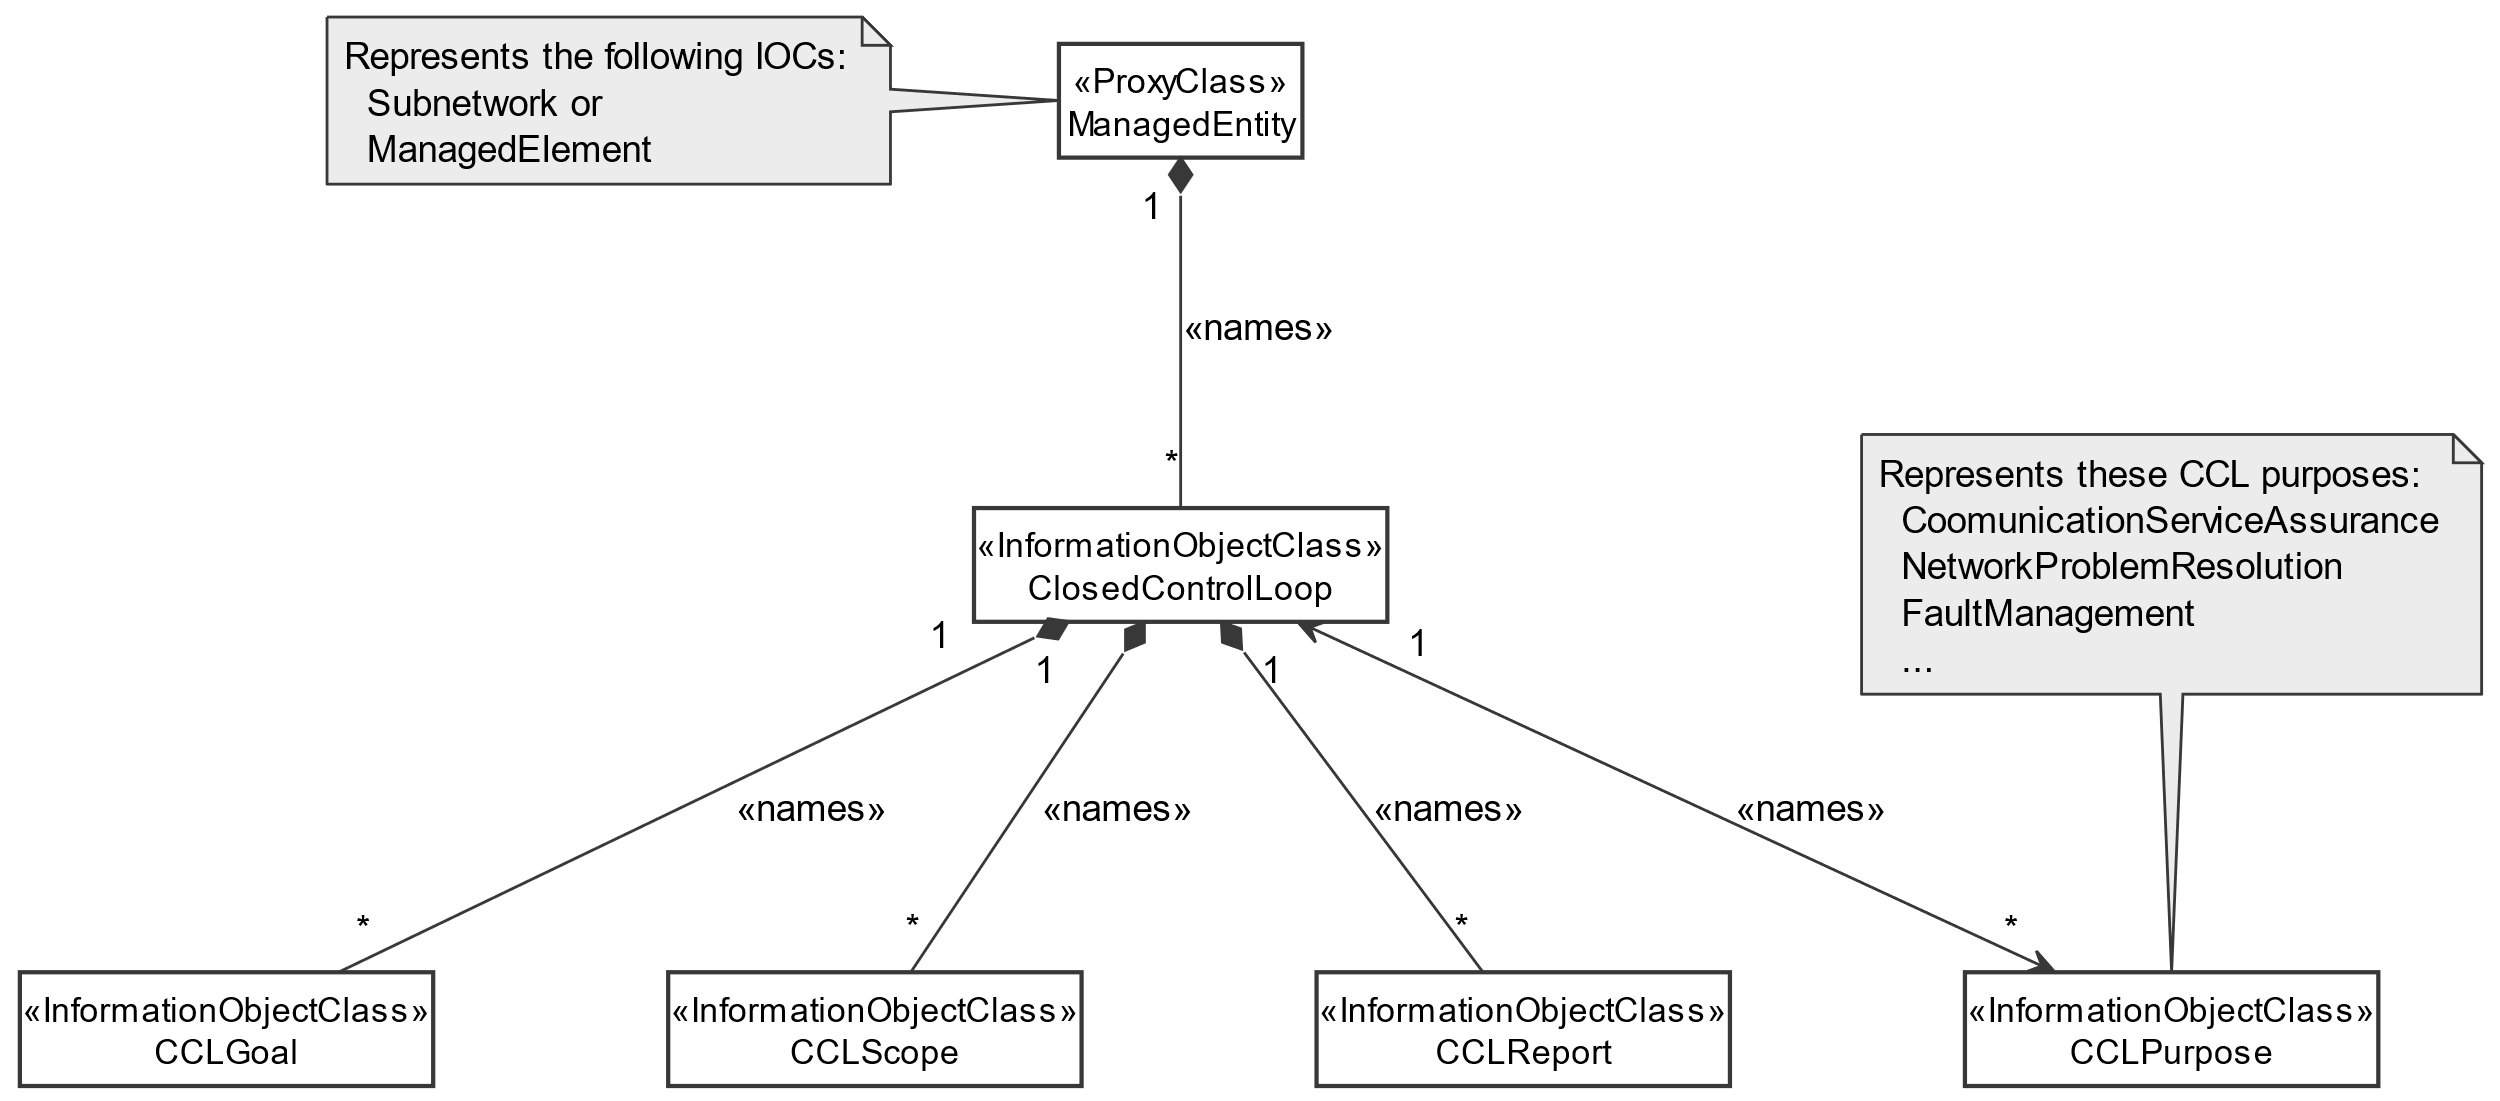 Represents the following IOCs:
Subnetwork or
ManagedElement
«ProxyClass»
ManagedEntity
1
«names»
*
Represents these CCL purposes:
CoomunicationServiceAssurance
NetworkProblemResolution
FaultManagement
...
«InformationObjectClass»
ClosedControlLoop
1
1
1
1
«names»
«names»
«names»
«names»
*
*
*
*
«InformationObjectClass»
CCLGoal
«InformationObjectClass»
CCLScope
«InformationObjectClass»
CCLReport
«InformationObjectClass»
CCLPurpose